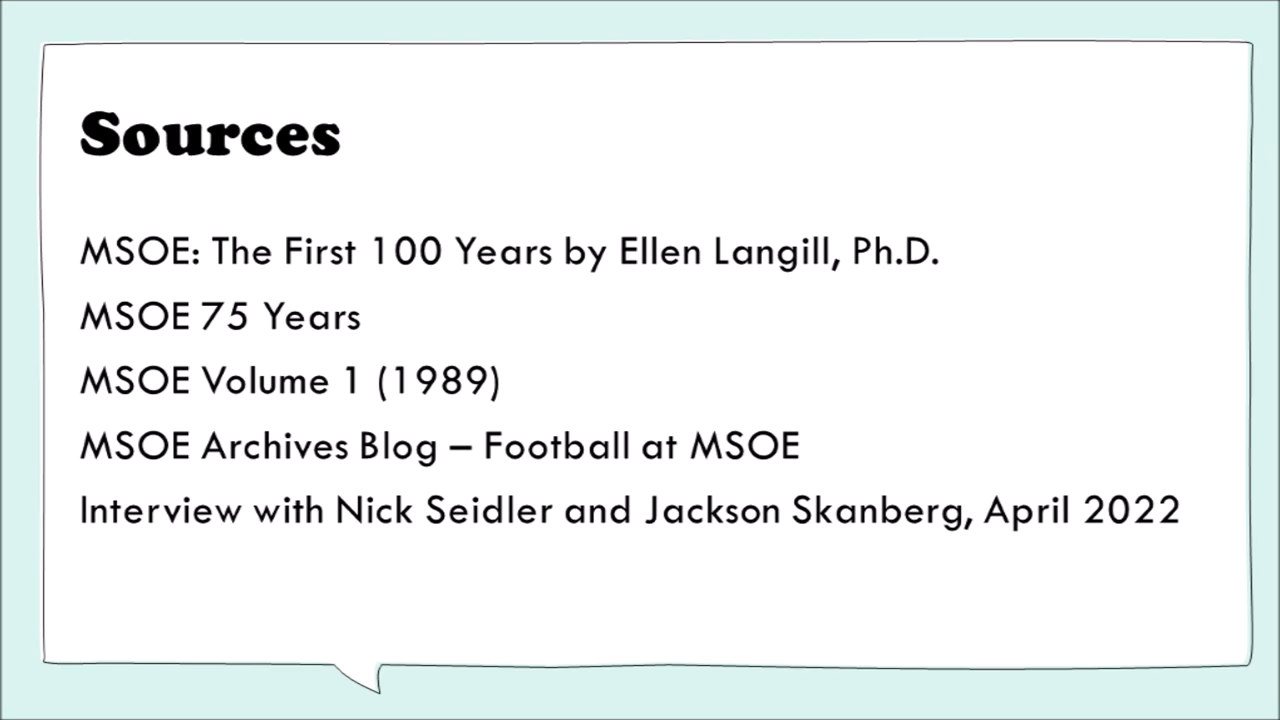 Sources
MSOE: The First 100 Years by Ellen Langill, Ph.D.
MSOE 75 Years
MSOE Volume 1 (1989)
MSOE Archives Blog – Football at MSOE
Interview with Nick Seidler and Jackson Skanberg, April 2022